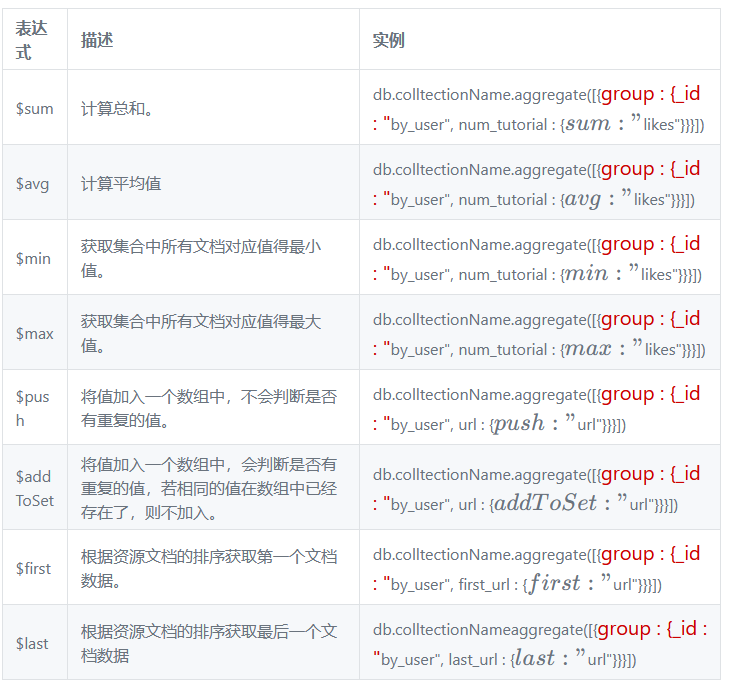 表达
式
描述
实例
$sum
计算总和。
db.colltectionName.aggregate([{group : {_id
: "by_user", num_tutorial : {sum : ”likes"}}}])
$avg
计算平均值
db.colltectionName.aggregate([{group : {_id
: "by_user", num_tutorial : {avg : ”likes"}}}])
$min
获取集合中所有文档对应值得最小
值。
db.colltectionName.aggregate([{group : {_id
: "by_user", num_tutorial : {min : ”likes"}}}])
$max
获取集合中所有文档对应值得最大
值。
db.colltectionName.aggregate([{group : {_id
: "by_user", num_tutorial : {max : ”likes"}}}])
$pus
h
将值加入一个数组中，不会判断是否
有重复的值。
db.colltectionName.aggregate([{group : {_id
: "by_user", url : {push : ”url"}}}])
$add
ToSet
将值加入一个数组中，会判断是否有
重复的值，若相同的值在数组中已经
存在了，则不加入。
db.colltectionName.aggregate([{group : {_id
: "by_user", url : {addToSet : ”url"}}}])
$first
根据资源文档的排序获取第一个文档
数据。
db.colltectionName.aggregate([{group : {_id
: "by_user", first_url : {first : ”url"}}}])
$last
根据资源文档的排序获取最后一个文
档数据
db.colltectionNameaggregate([{group : {_id :
"by_user", last_url : {last : ”url"}}}])